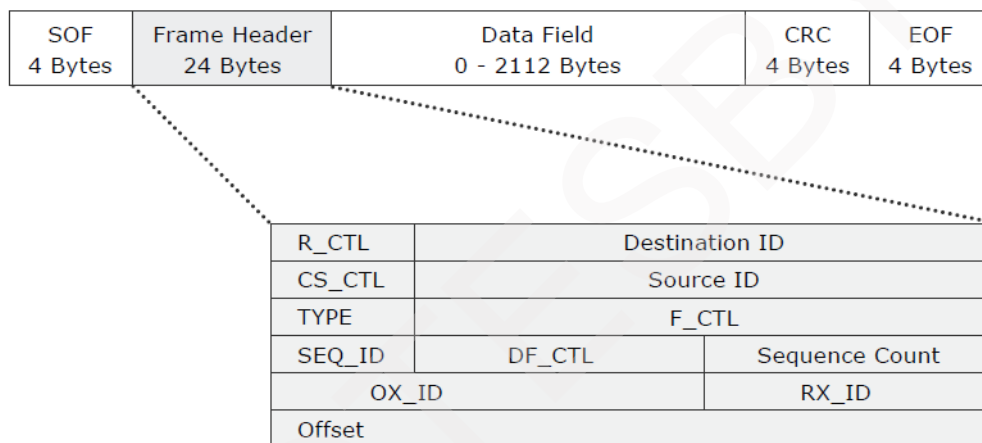 SOF Frame Header Data Field CRC EOF
4 Bytes 24 Bytes 0 - 2112 Bytes 4 Bytes 4 Bytes
R_CTL Destination ID
CS_CTL Source ID
TYPE F_CTL
SEQ_ID DF_CTL Sequence Count
OX_ID RX_ID
Offset